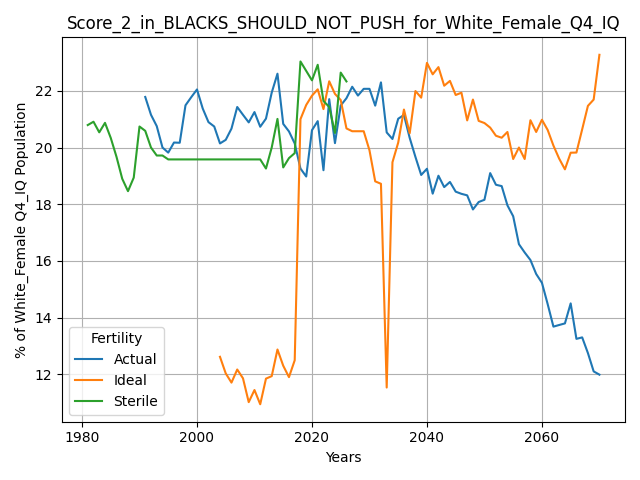 Score_2_in_BLACKS_SHOULD_NOT_PUSH_for_White_Female_Q4_IQ
% of White_Female Q4_IQ Population
22
20
18
16
14
12
Fertility
Actual
Ideal
Sterile
1980
2000
2020
2040
2060
Years